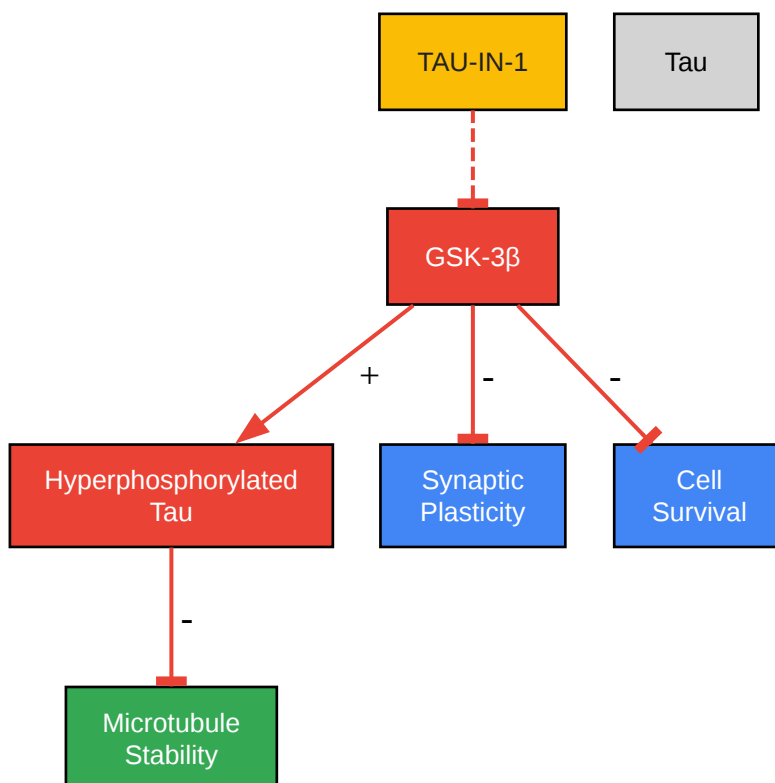 TAU-IN-1
Tau
GSK-3β
+
-
-
Hyperphosphorylated
Tau
Synaptic
Plasticity
Cell
Survival
-
Microtubule
Stability